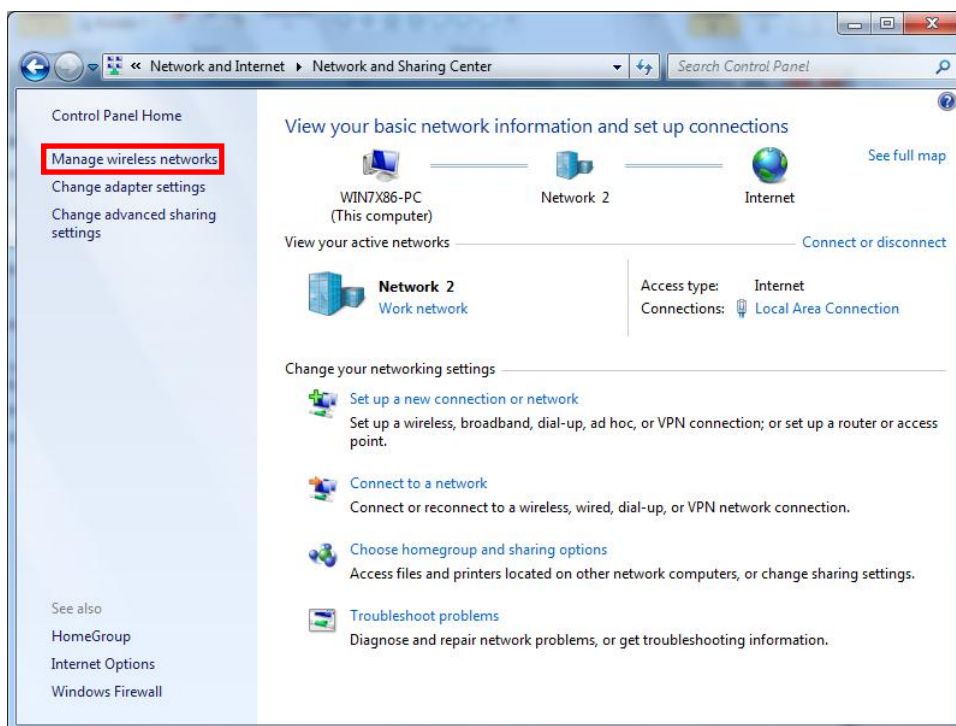 « Network and Internet ▸ Network and Sharing Center
Search Control Panel
Control Panel Home
Manage wireless networks
Change adapter settings
Change advanced sharing
settings
See also
HomeGroup
Internet Options
Windows Firewall
View your basic network information and set up connections
See full map
WIN7X86-PC
(This computer)
Network 2
Internet
View your active networks
Connect or disconnect
Network 2
Work network
Access type: Internet
Connections: Local Area Connection
Change your networking settings
Set up a new connection or network
Set up a wireless, broadband, dial-up, ad hoc, or VPN connection; or set up a router or access
point.
Connect to a network
Connect or reconnect to a wireless, wired, dial-up, or VPN network connection.
Choose homegroup and sharing options
Access files and printers located on other network computers, or change sharing settings.
Troubleshoot problems
Diagnose and repair network problems, or get troubleshooting information.